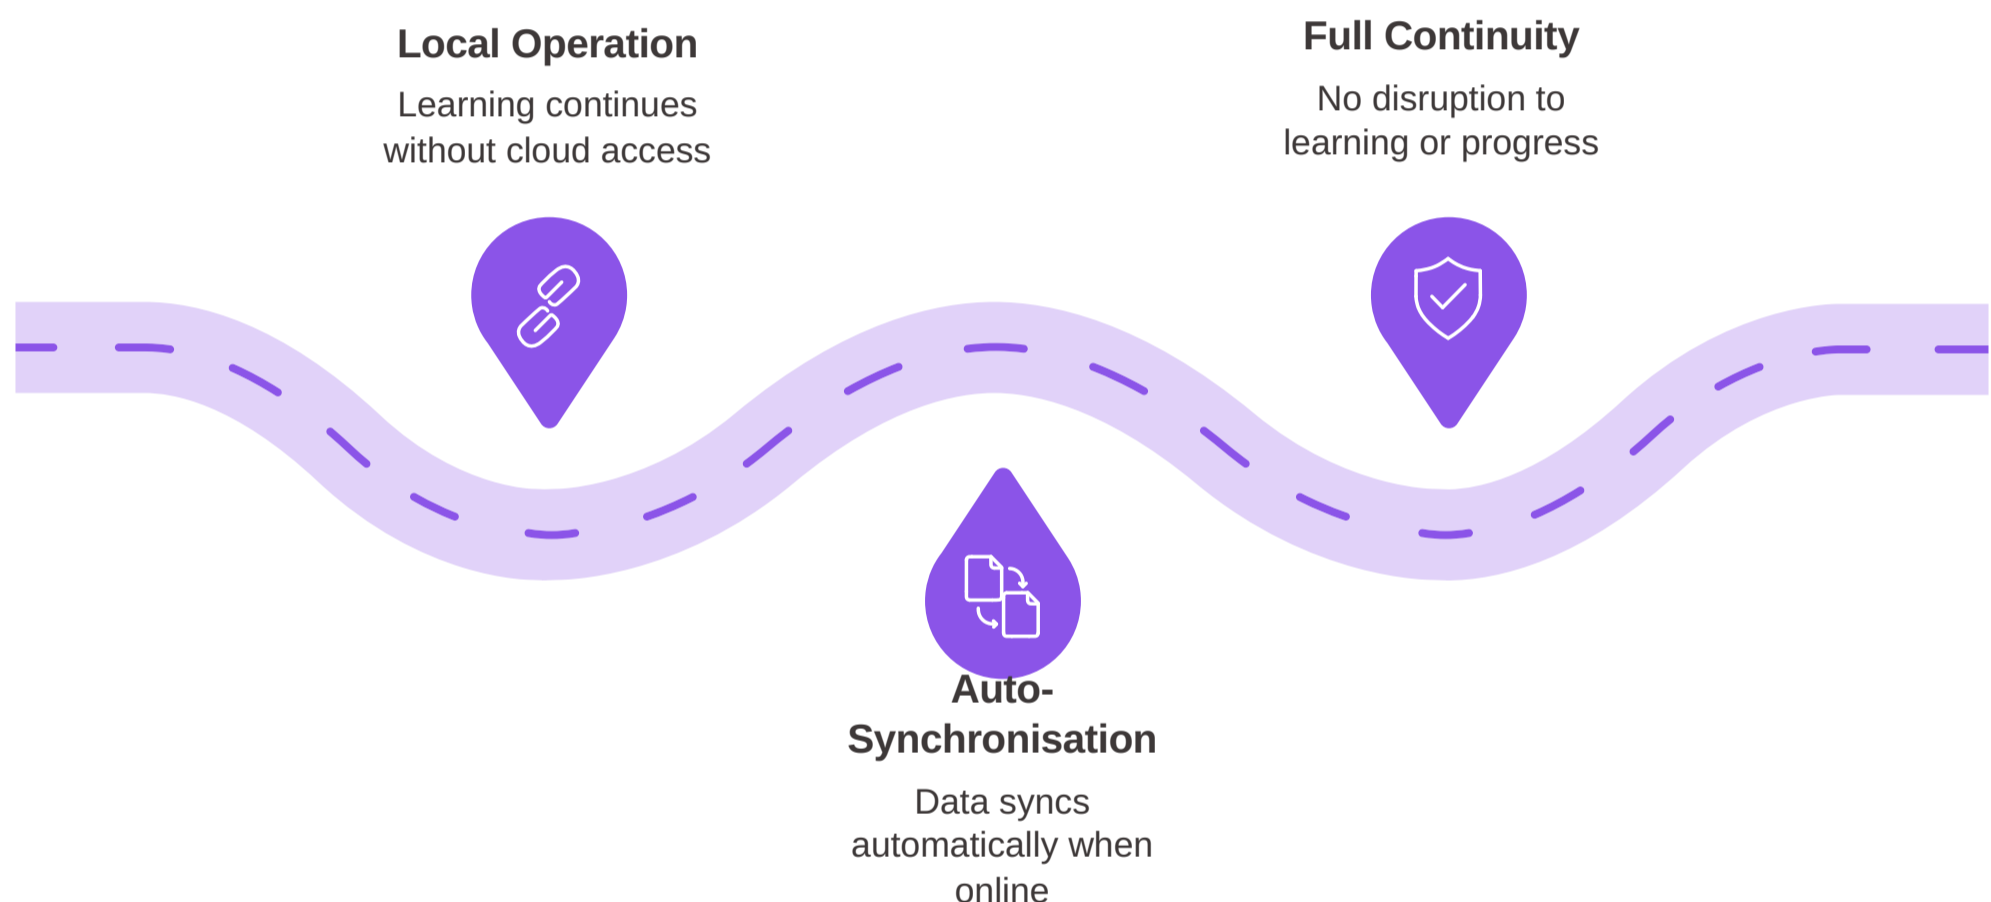 Local Operation
Learning continues
without cloud access
Full Continuity
No disruption to
learning or progress
Auto-
Synchronisation
Data syncs
automatically when
online